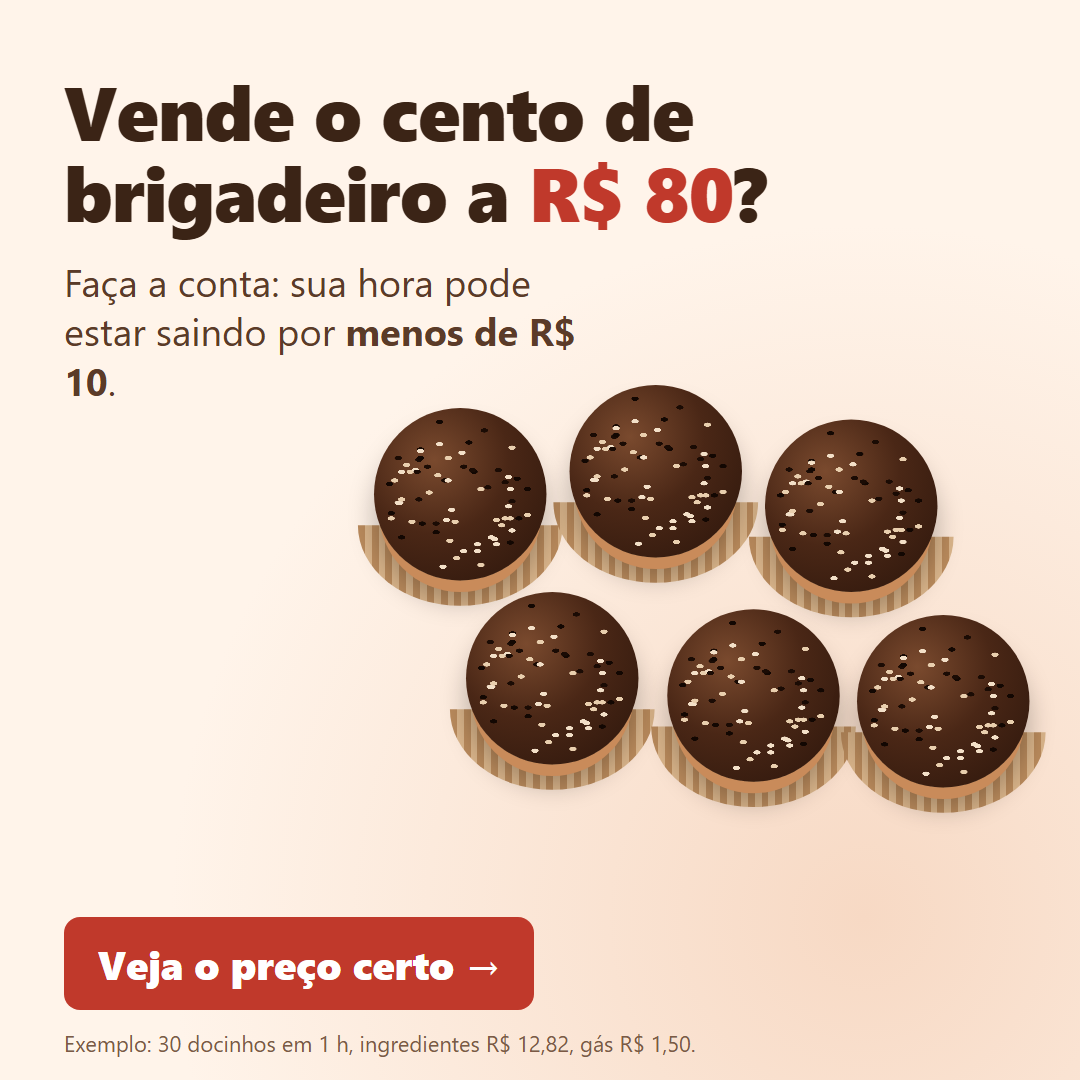 Vende o cento de
brigadeiro a R$ 80?
Faça a conta: sua hora pode
estar saindo por menos de R$
10.
Veja o preço certo →
Exemplo: 30 docinhos em 1 h, ingredientes R$ 12,82, gás R$ 1,50.